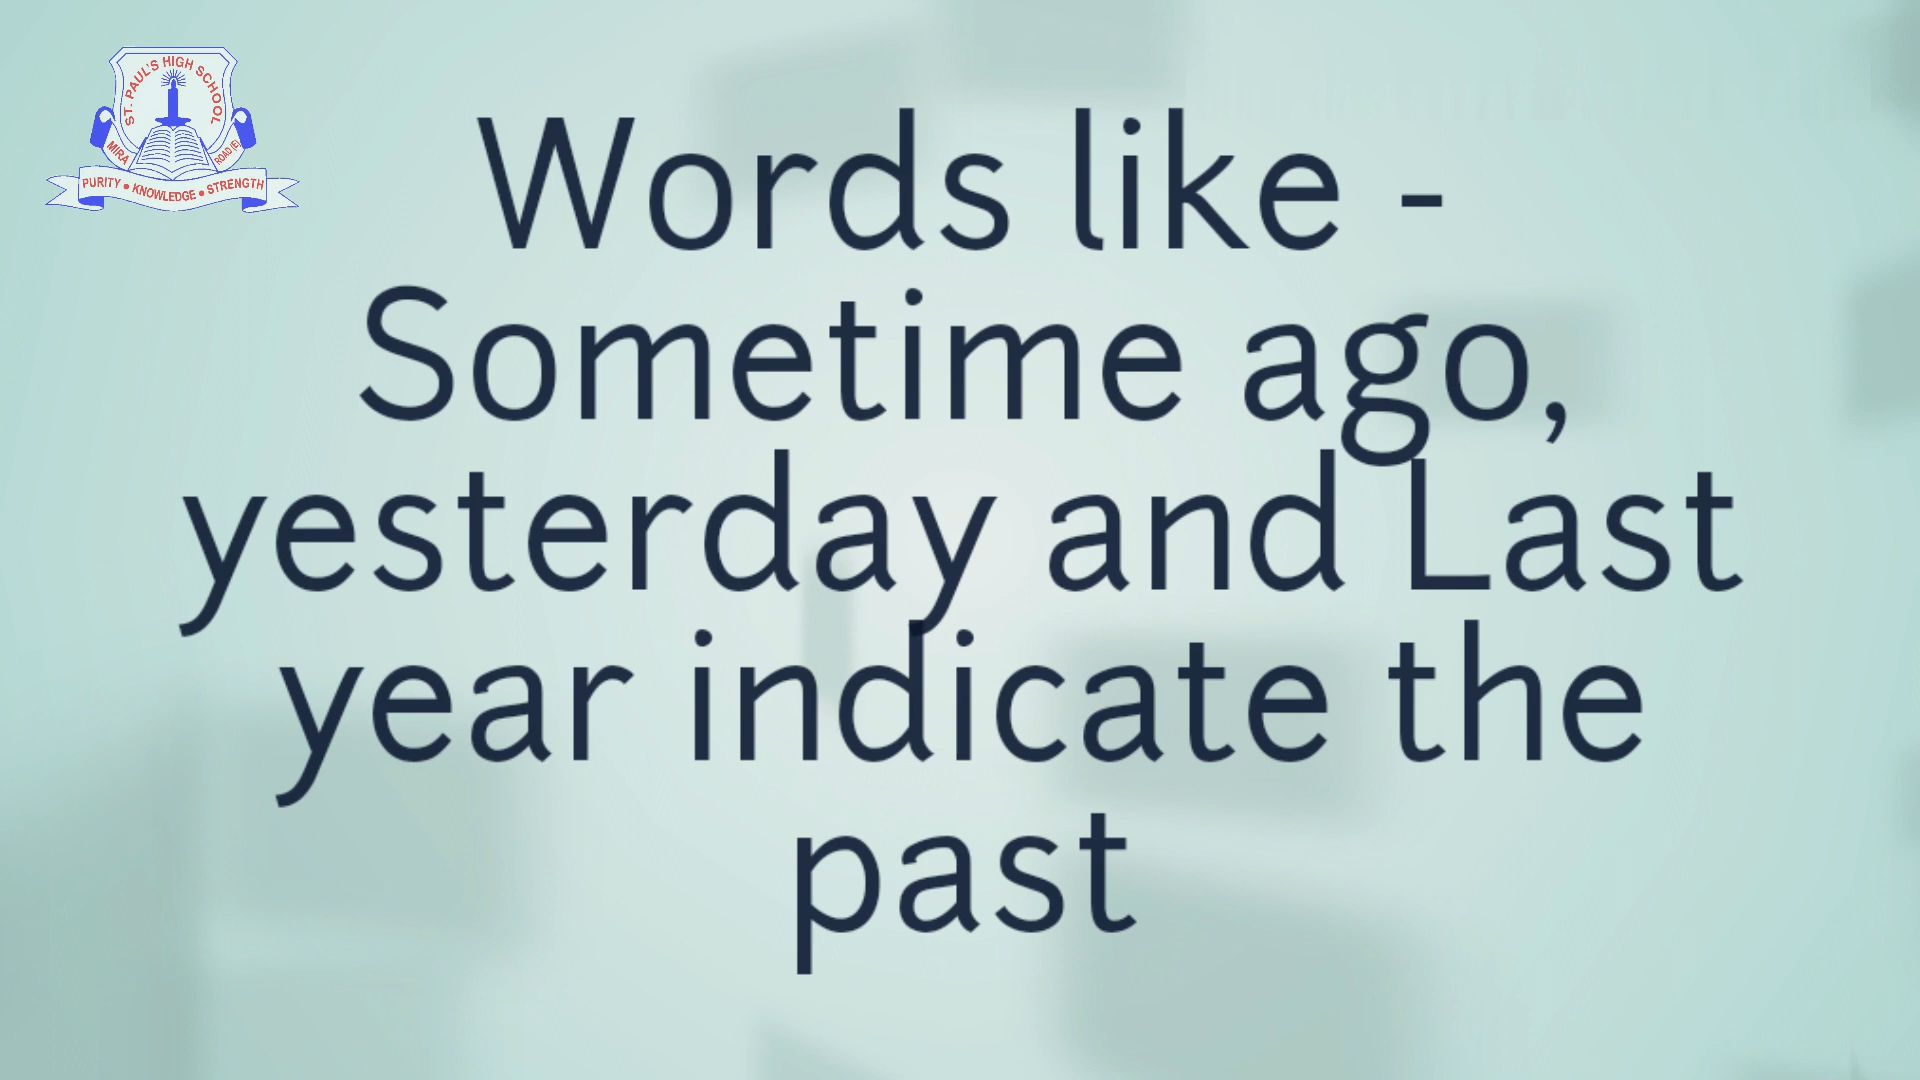 ST. PAUL'S HIGH SCHOOL
MIRA ROAD (E)
PURITY • KNOWLEDGE • STRENGTH
Words like -
Sometime ago,
yesterday and Last
year indicate the
past